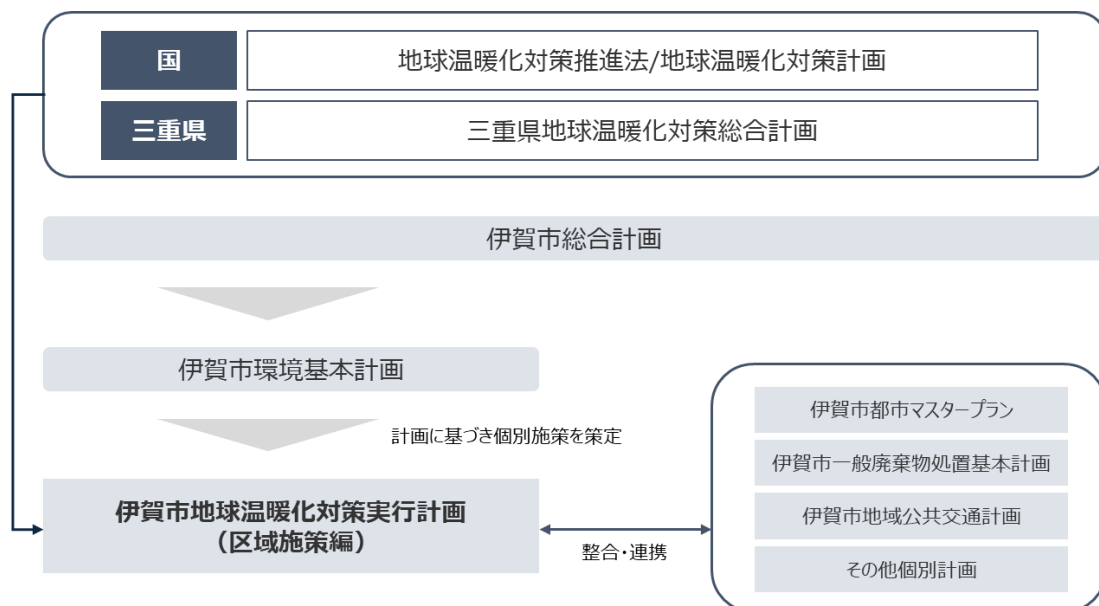 国
地球温暖化対策推進法/地球温暖化対策計画
三重県
三重県地球温暖化対策総合計画
伊賀市総合計画
伊賀市環境基本計画
計画に基づき個別施策を策定
伊賀市地球温暖化対策実行計画
（区域施策編）
整合・連携
伊賀市都市マスタープラン
伊賀市一般廃棄物処置基本計画
伊賀市地域公共交通計画
その他個別計画